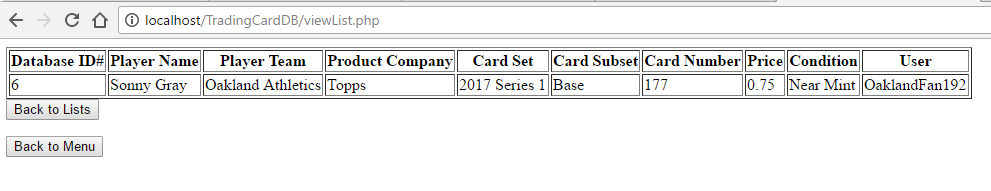 localhost/TradingCardDB/viewList.php
Database ID# Player Name Player Team Product Company Card Set Card Subset Card Number Price Condition User
6 Sonny Gray Oakland Athletics Topps 2017 Series 1 Base 177 0.75 Near Mint OaklandFan192
Back to Lists
Back to Menu